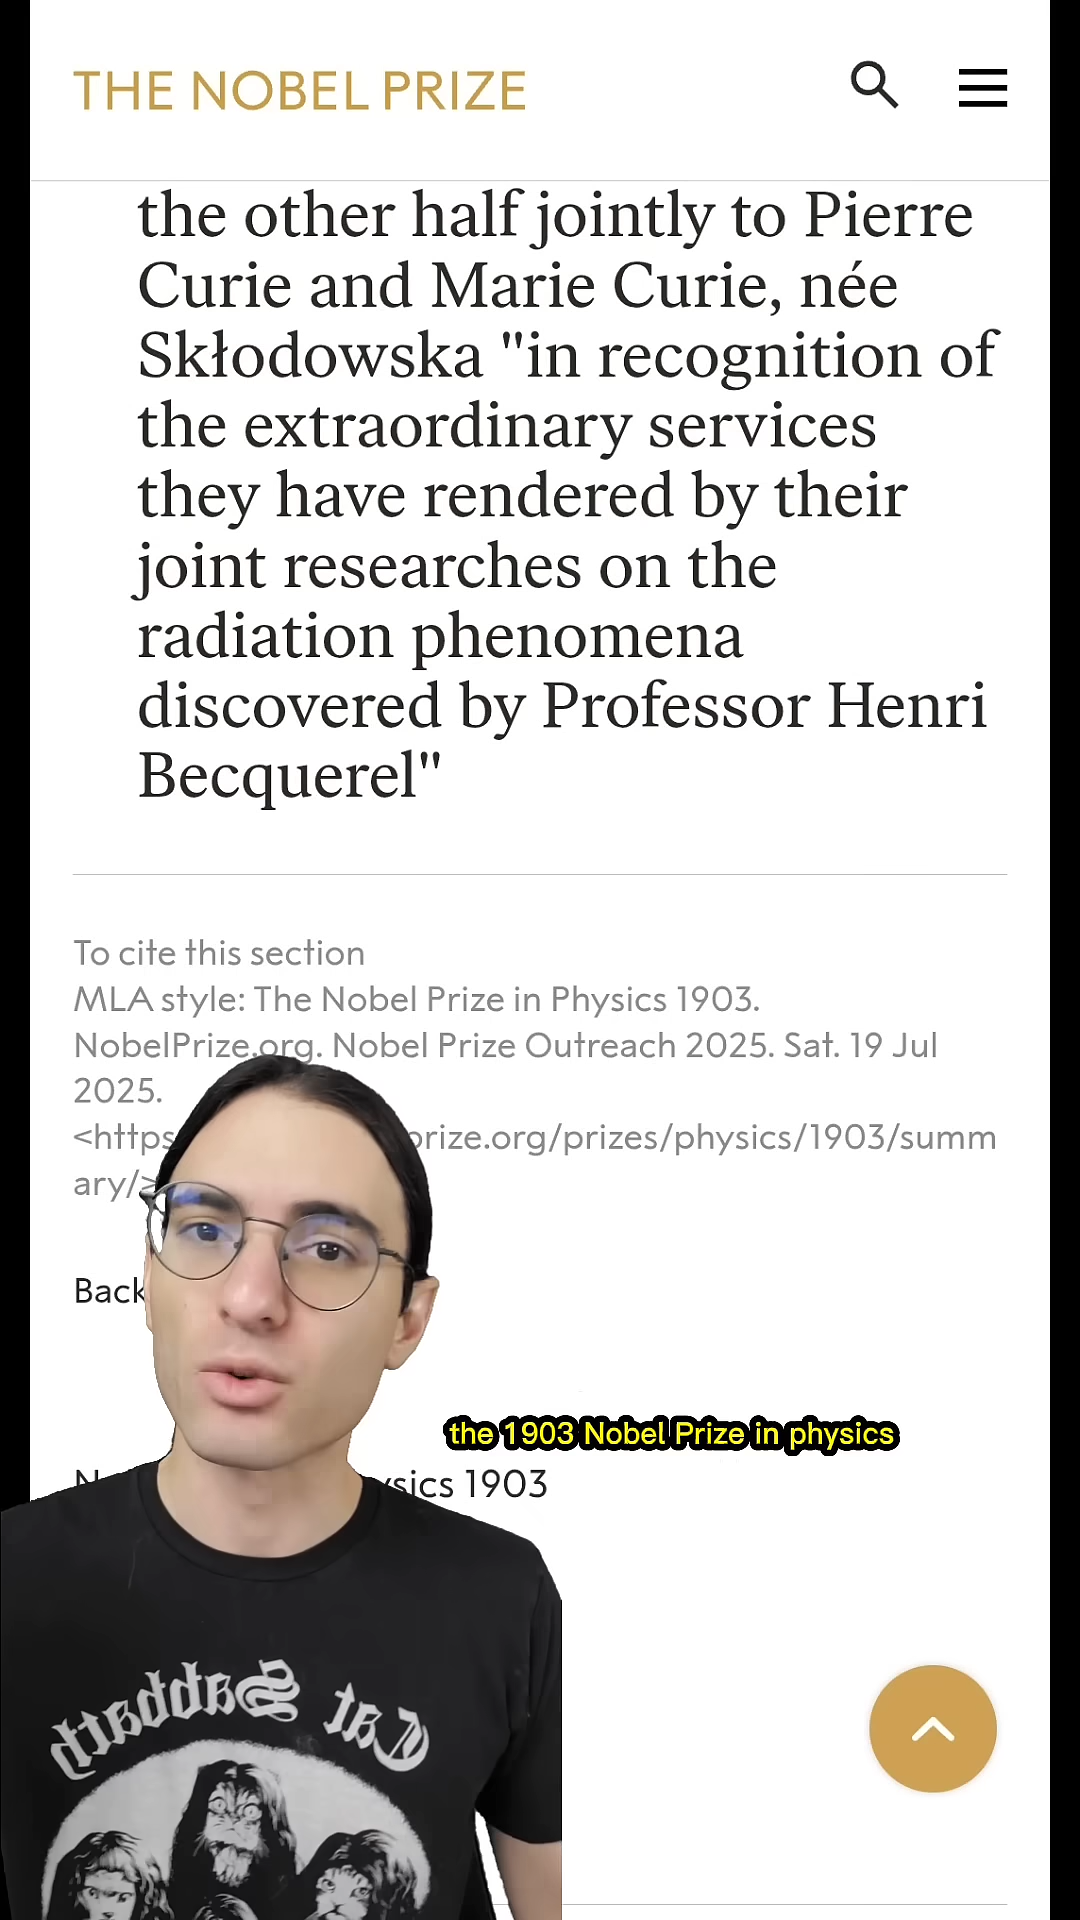 THE NOBEL PRIZE
the other half jointly to Pierre
Curie and Marie Curie, née
Skłodowska "in recognition of
the extraordinary services
they have rendered by their
joint researches on the
radiation phenomena
discovered by Professor Henri
Becquerel"
To cite this section
MLA style: The Nobel Prize in Physics 1903.
NobelPrize.org. Nobel Prize Outreach 2025. Sat. 19 Jul
2025.
<https prize.org/prizes/physics/1903/summ
ary/>
Back
the 1903 Nobel Prize in physics
sics 1903
Cat Sabbath